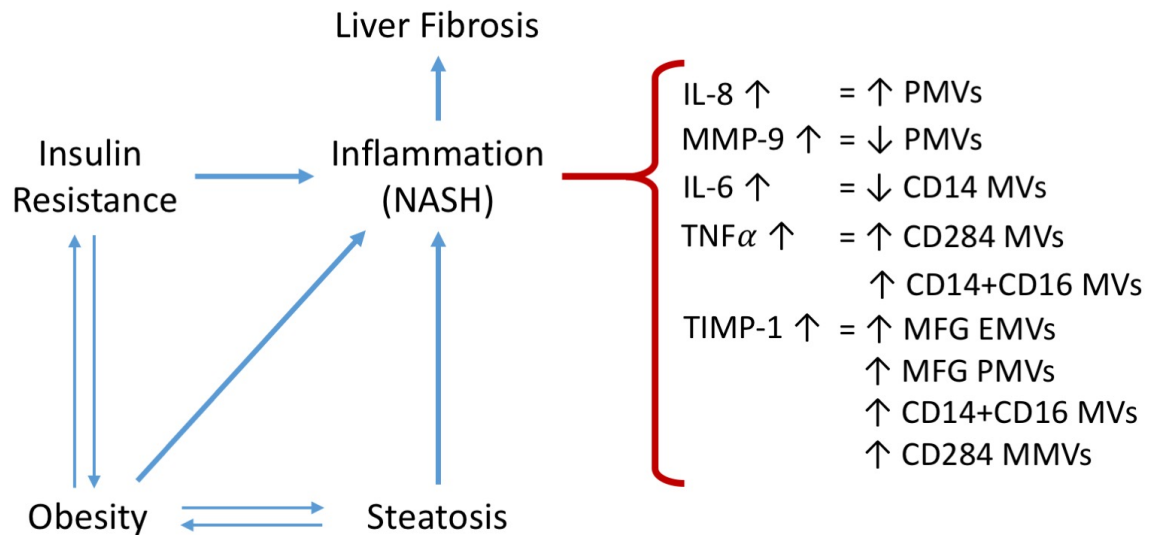 Liver Fibrosis
Insulin
Resistance
Inflammation
(NASH)
Obesity
Steatosis
IL-8 ↑ = ↑ PMVs
MMP-9 ↑ = ↓ PMVs
IL-6 ↑ = ↓ CD14 MVs
TNFα ↑ = ↑ CD284 MVs
↑ CD14+CD16 MVs
TIMP-1 ↑ = ↑ MFG EMVs
↑ MFG PMVs
↑ CD14+CD16 MVs
↑ CD284 MMVs